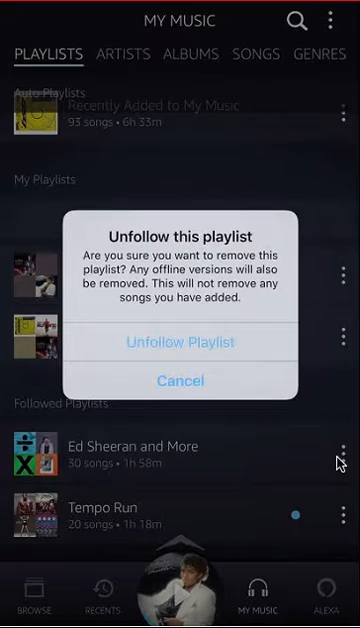 MY MUSIC
PLAYLISTS ARTISTS ALBUMS SONGS GENRES
Auto Playlists
Recently Added to My Music
93 songs • 6h 33m
My Playlists
Unfollow this playlist
Are you sure you want to remove this
playlist? Any offline versions will also
be removed. This will not remove any
songs you have added.
Unfollow Playlist
Cancel
Followed Playlists
Ed Sheeran and More
30 songs • 1h 58m
Tempo Run
20 songs • 1h 18m
BROWSE RECENTS MY MUSIC ALEXA